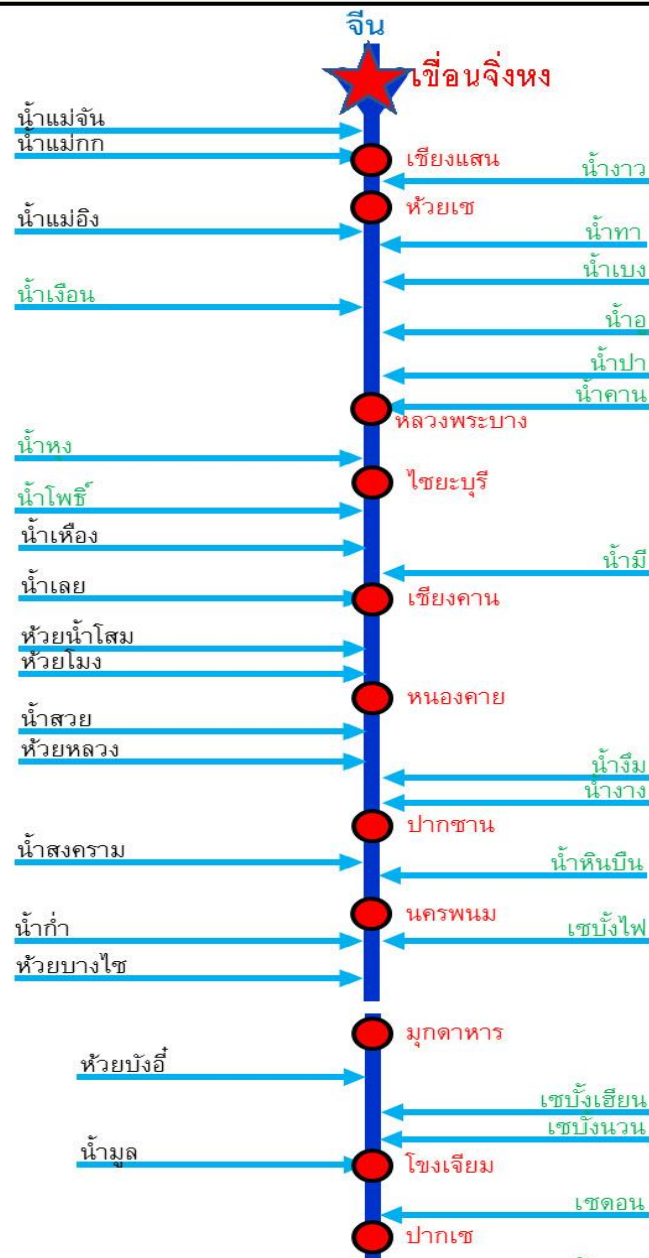 จีน
เขื่อนจิ่งหง
น้ำแม่จัน
น้ำแม่กก
เชียงแสน
น้ำงาว
ห้วยเซ
น้ำแม่อิง
น้ำทา
น้ำเบง
น้ำเงือน
น้ำอู
น้ำปา
น้ำคาน
หลวงพระบาง
น้ำหุง
ไซยะบุรี
น้ำโพธิ์
น้ำเหือง
น้ำมี
น้ำเลย
เชียงคาน
ห้วยน้ำโสม
ห้วยโมง
หนองคาย
น้ำสวย
ห้วยหลวง
น้ำงึม
น้ำงาง
ปากซาน
น้ำสงคราม
น้ำหินบืน
นครพนม
น้ำก่ำ
เซบั้งไฟ
ห้วยบางไซ
มุกดาหาร
ห้วยบังอี่
เซบั้งเฮียน
เซบังนวน
น้ำมูล
โขงเจียม
เซดอน
ปากเซ